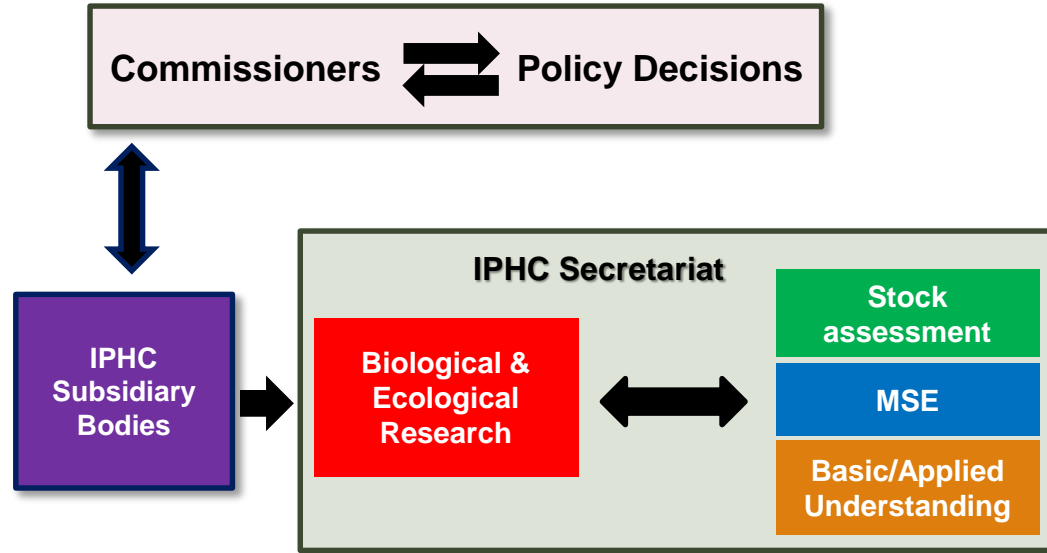 Commissioners Policy Decisions
IPHC Secretariat
IPHC
Subsidiary
Bodies
Biological &
Ecological
Research
Stock
assessment
MSE
Basic/Applied
Understanding